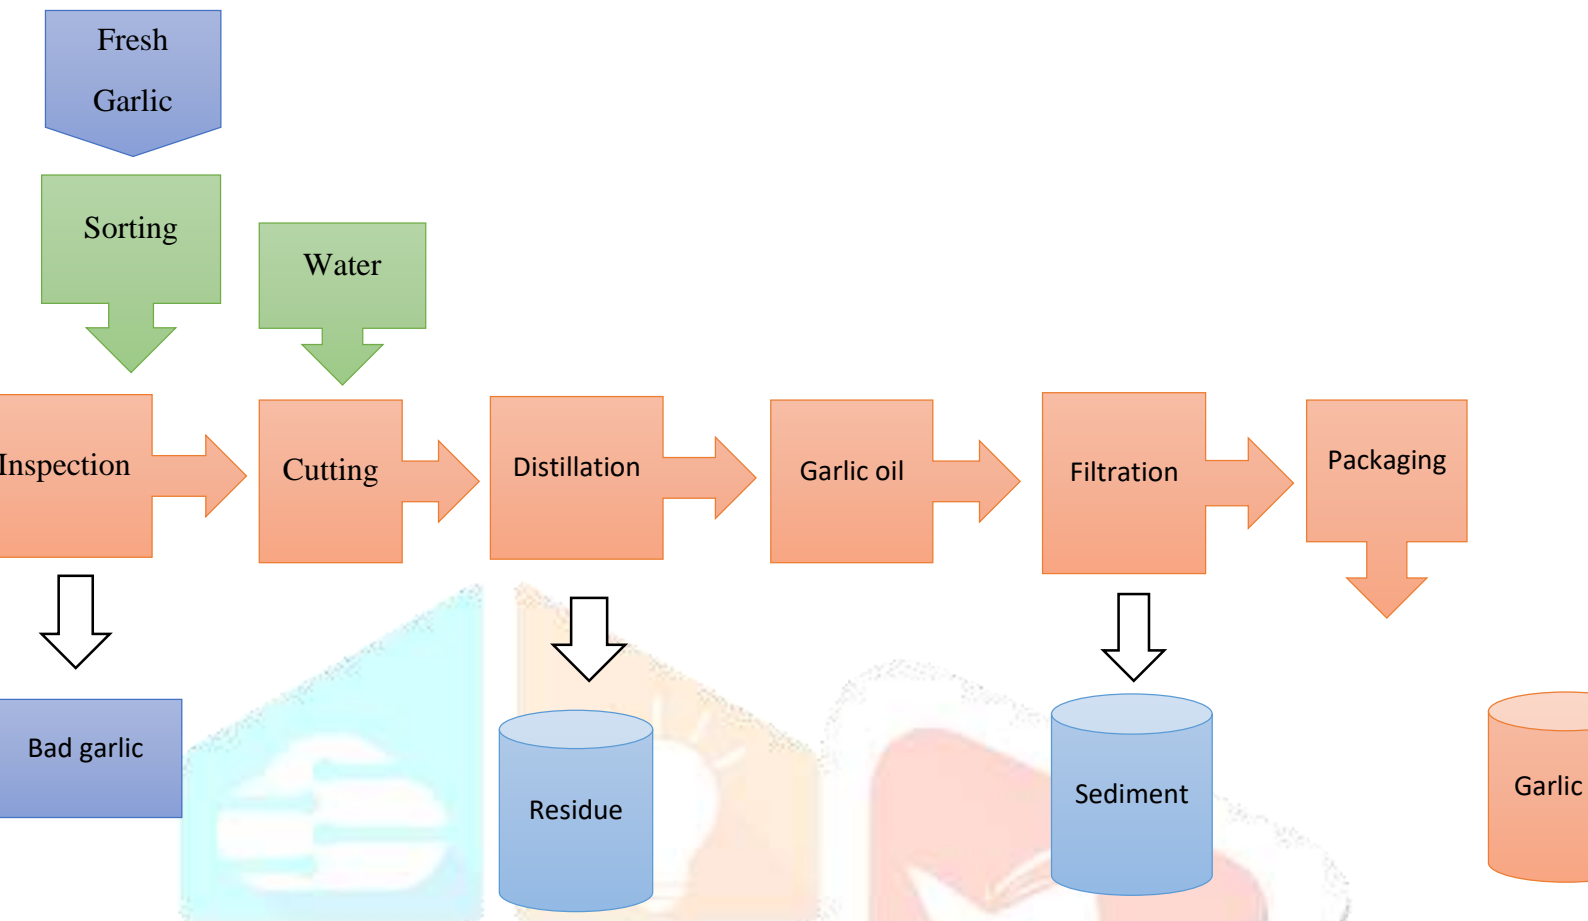 Fresh
Garlic
Sorting
Water
Inspection
Cutting
Distillation
Garlic oil
Filtration
Packaging
Bad garlic
Residue
Sediment
Garlic